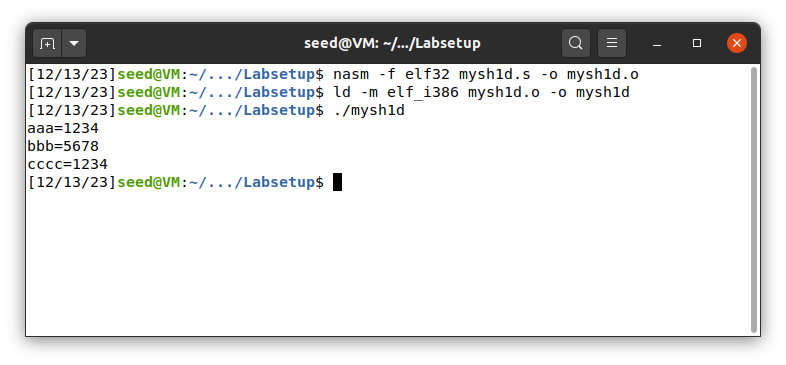 seed@VM: ~/.../Labsetup
[12/13/23]seed@VM:~/.../Labsetup$ nasm -f elf32 mysh1d.s -o mysh1d.o
[12/13/23]seed@VM:~/.../Labsetup$ ld -m elf_i386 mysh1d.o -o mysh1d
[12/13/23]seed@VM:~/.../Labsetup$ ./mysh1d
aaa=1234
bbb=5678
cccc=1234
[12/13/23]seed@VM:~/.../Labsetup$